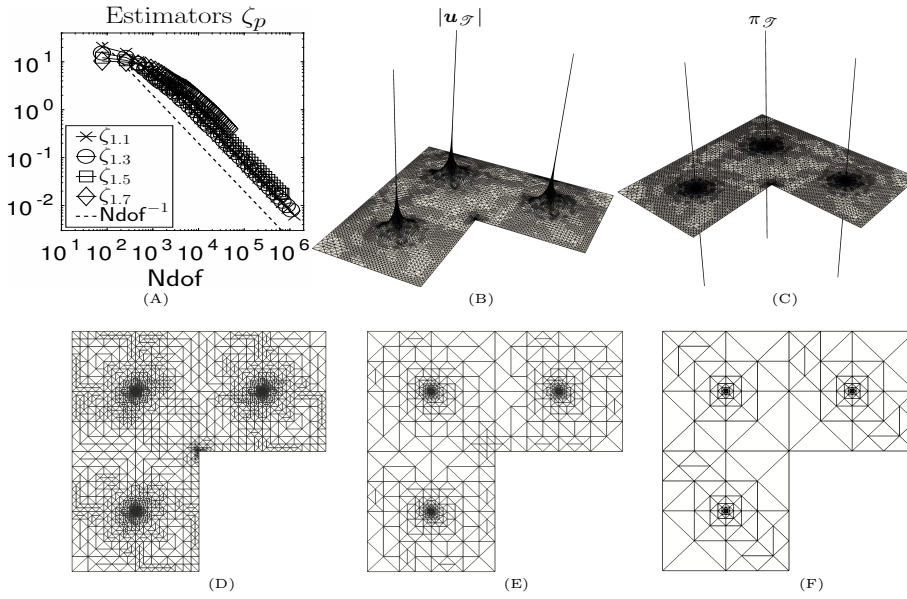 Estimators ζ_p
10^1
10^0
10^-1
10^-2
ζ_1.1
ζ_1.3
ζ_1.5
ζ_1.7
Ndof^-1
10^1 10^2 10^3 10^4 10^5 10^6
Ndof
(A)
|𝒖_𝒯|
(B)
π_𝒯
(C)
(D)
(E)
(F)